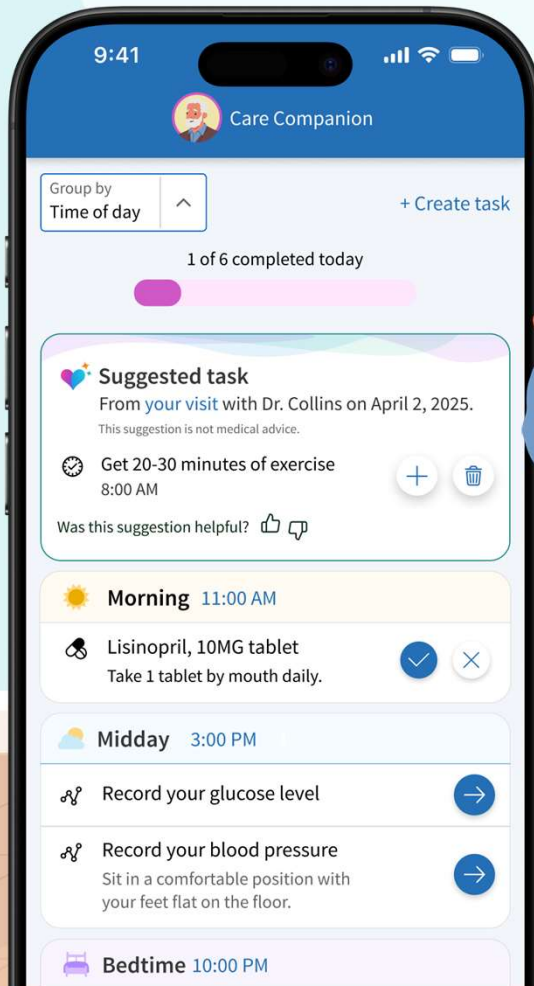 9:41
Care Companion
Group by
Time of day
+ Create task
1 of 6 completed today
Suggested task
From your visit with Dr. Collins on April 2, 2025.
This suggestion is not medical advice.
Get 20-30 minutes of exercise
8:00 AM
Was this suggestion helpful?
Morning 11:00 AM
Lisinopril, 10MG tablet
Take 1 tablet by mouth daily.
Midday 3:00 PM
Record your glucose level
Record your blood pressure
Sit in a comfortable position with
your feet flat on the floor.
Bedtime 10:00 PM